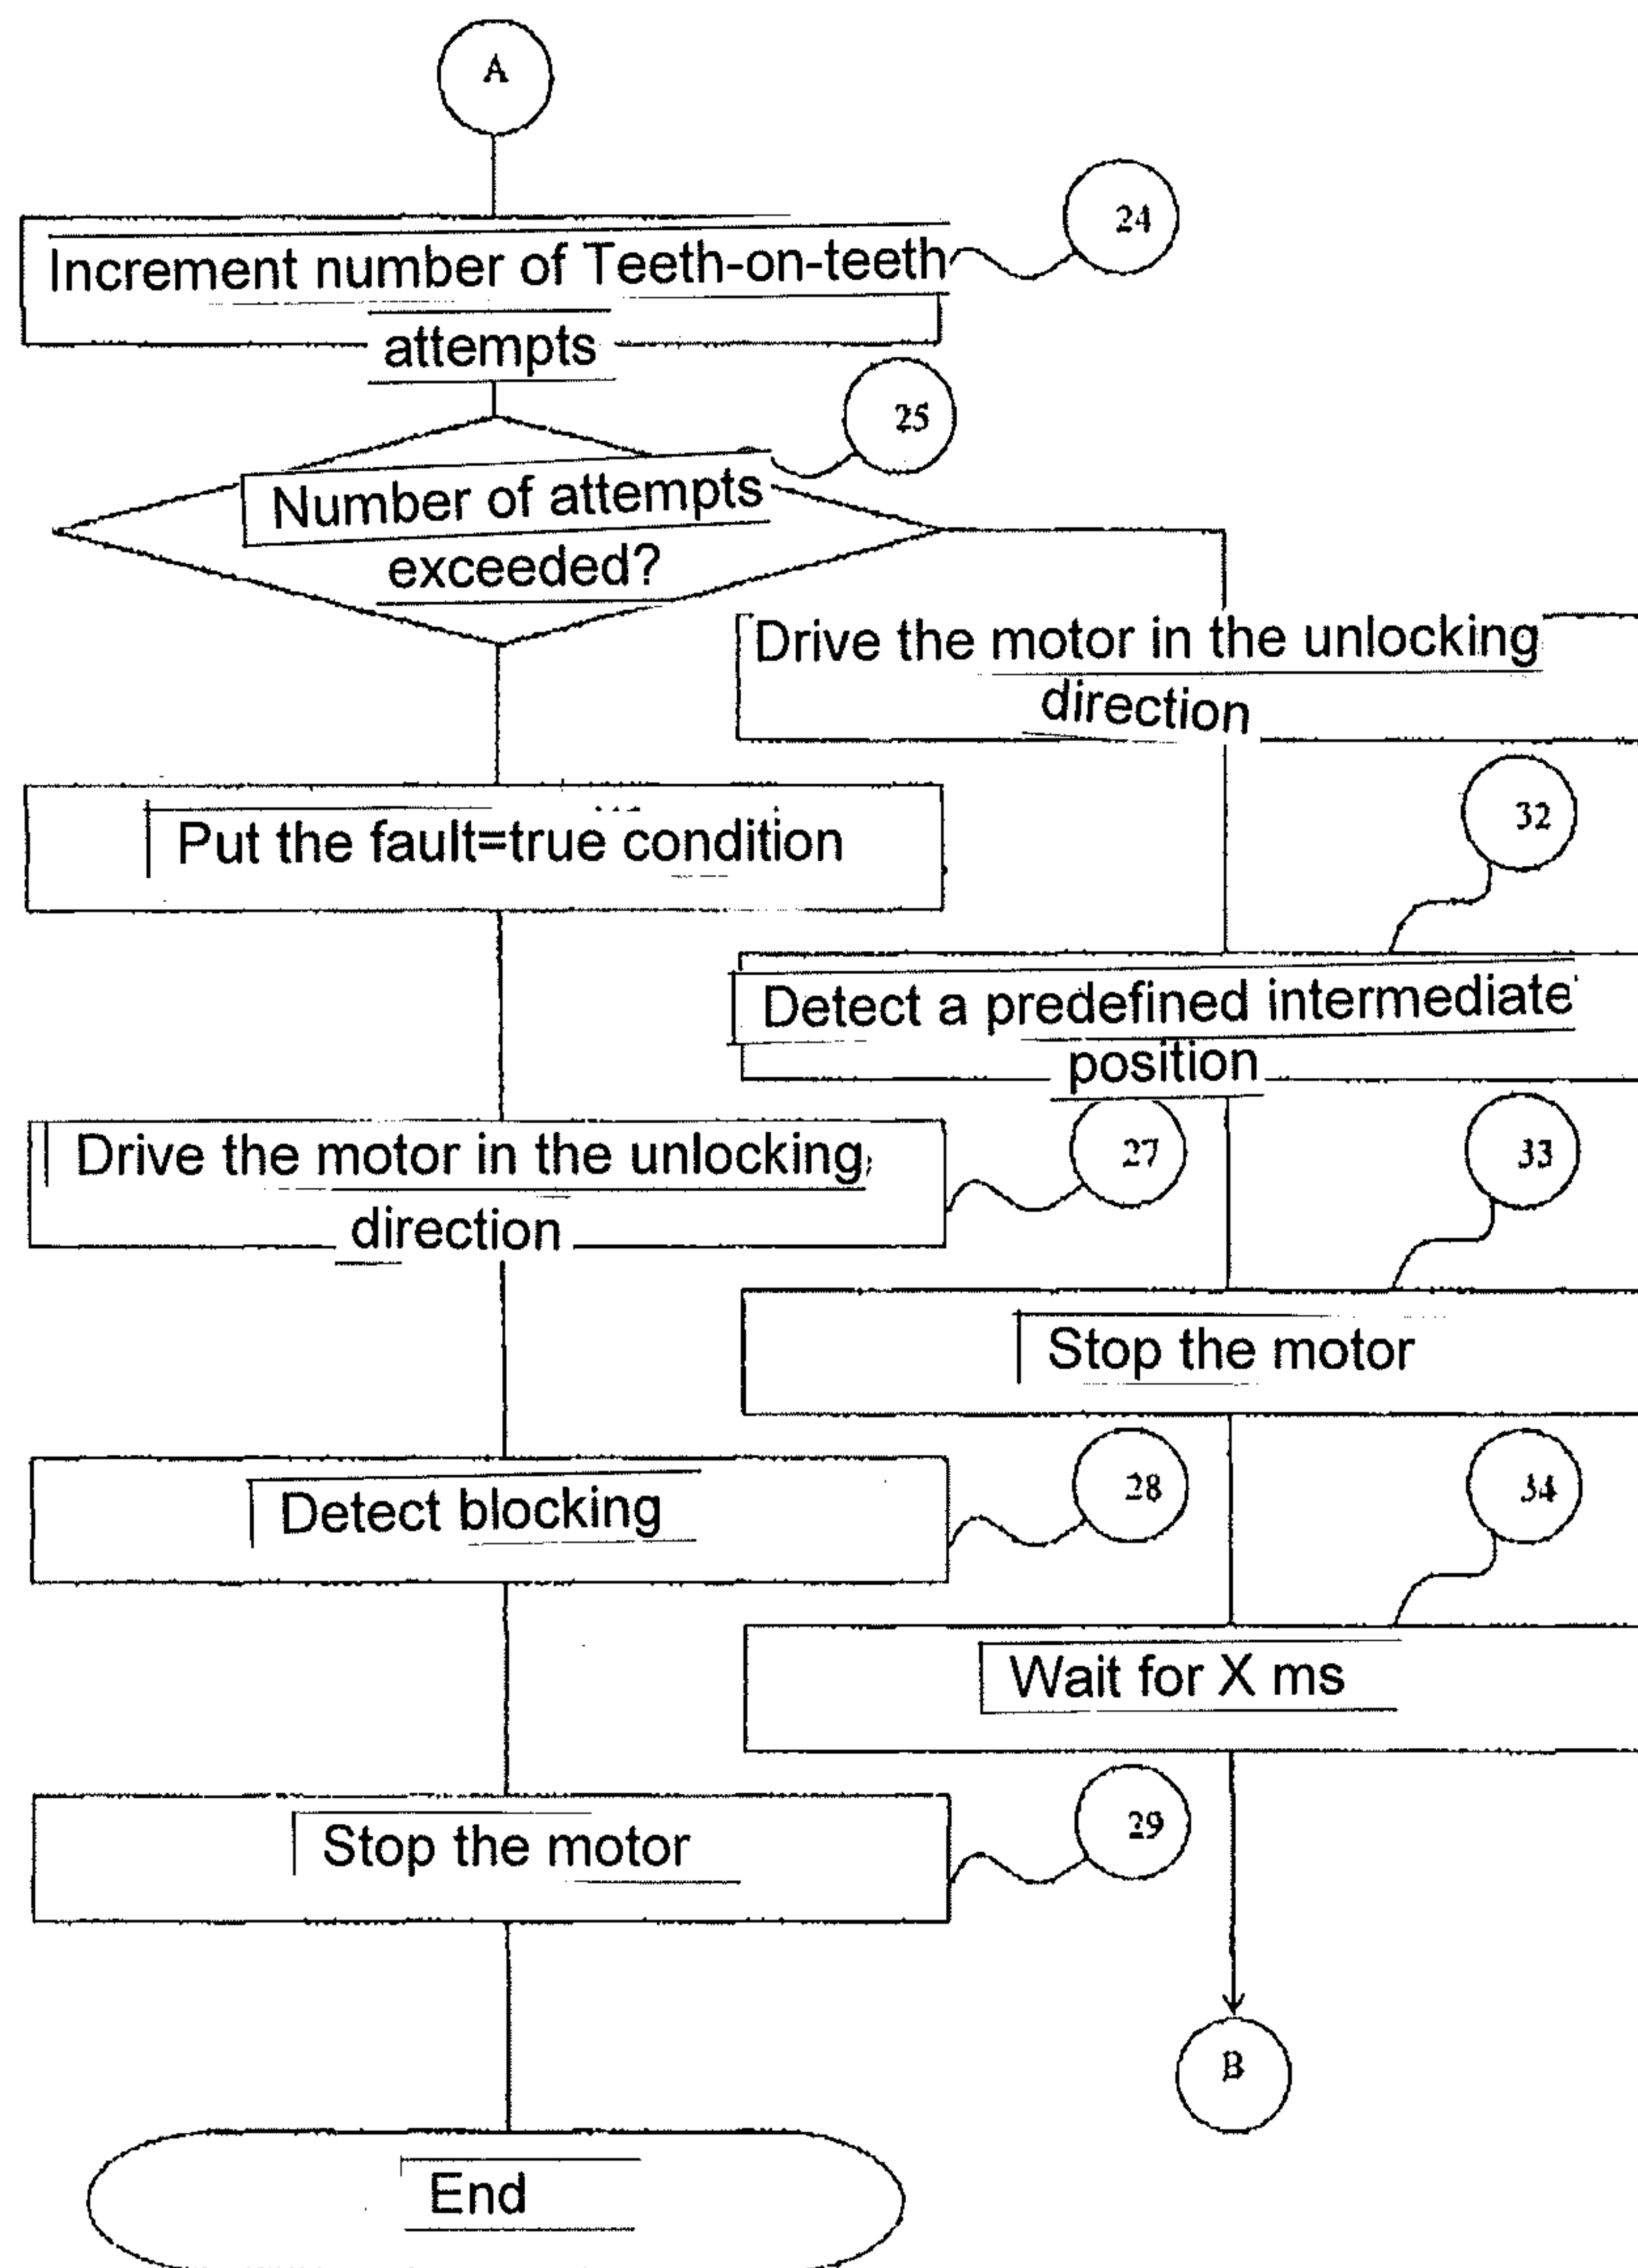 A
24
Increment number of Teeth-on-teeth
attempts
25
Number of attempts
exceeded?
Drive the motor in the unlocking
direction
Put the fault=true condition
32
Detect a predefined intermediate
position
Drive the motor in the unlocking
direction
27
33
Stop the motor
Detect blocking
28
34
Wait for X ms
Stop the motor
29
B
End